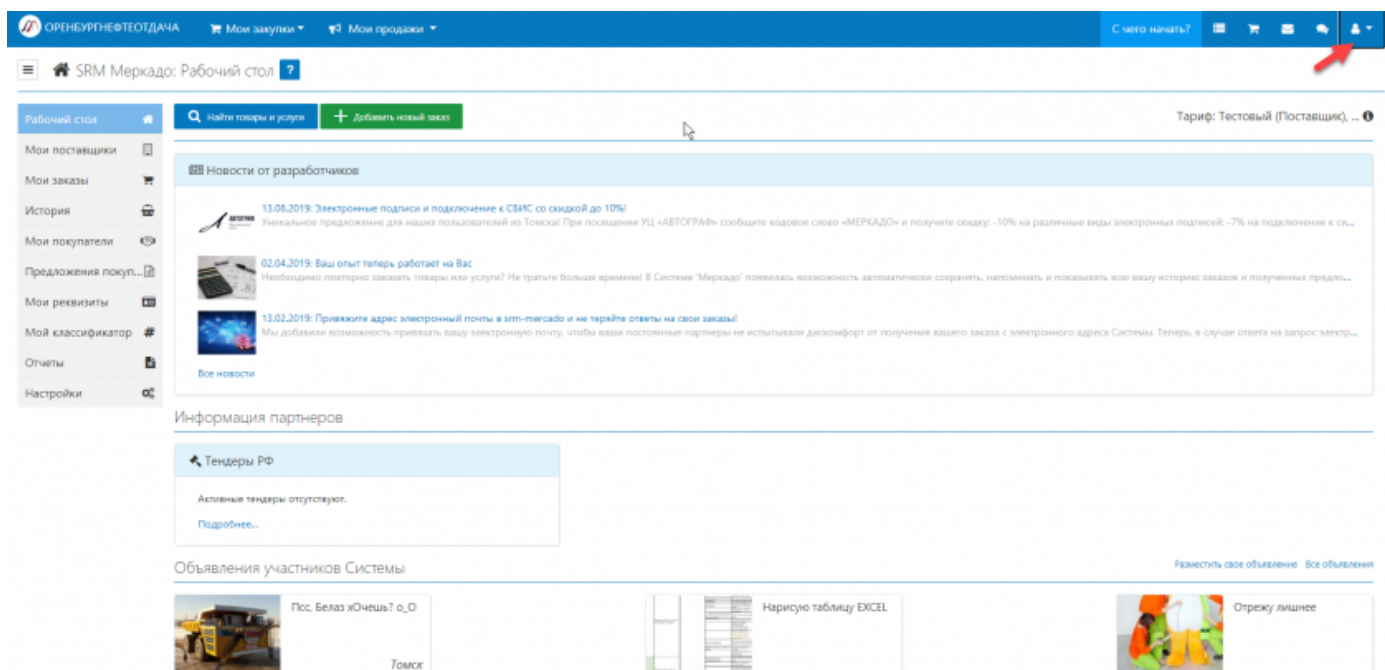 ОРЕНБУРГНЕФТЕОТДАЧА
Мои закупки
Мои продажи
С чего начать?
SRM Меркадо: Рабочий стол ?
Рабочий стол
Мои поставщики
Мои заказы
История
Мои покупатели
Предложения покуп...
Мои реквизиты
Мой классификатор #
Отчеты
Настройки
Найти товары и услуги
Добавить новый заказ
Тариф: Тестовый (Поставщик), ...
Новости от разработчиков
АВТОГРАФ
13.08.2019: Электронные подписи и подключение к СБИС со скидкой до 10%!
Уникальное предложение для наших пользователей из Томска! При посещении УЦ «АВТОГРАФ» сообщите кодовое слово «МЕРКАДО» и получите скидку: -10% на различные виды электронных подписей; -7% на подключение к си...
02.04.2019: Ваш опыт теперь работает на Вас
Необходимо повторно заказать товары или услуги? Не тратьте больше времени! В Системе 'Меркадо' появилась возможность автоматически сохранять, напоминать и показывать всю вашу историю заказов и полученных предло...
13.02.2019: Привяжите адрес электронный почты в srm-mercado и не теряйте ответы на свои заказы!
Мы добавили возможность привязать вашу электронную почту, чтобы ваши постоянные партнеры не испытывали дискомфорт от получения вашего заказа с электронного адреса Системы. Теперь, в случае ответа на запрос электр...
Все новости
Информация партнеров
Тендеры РФ
Активные тендеры отсутствуют.
Подробнее...
Объявления участников Системы
Разместить свое объявление Все объявления
Псс, Белаз хОчешь? о_О
Томск
Нарисую таблицу EXCEL
Отрежу лишнее